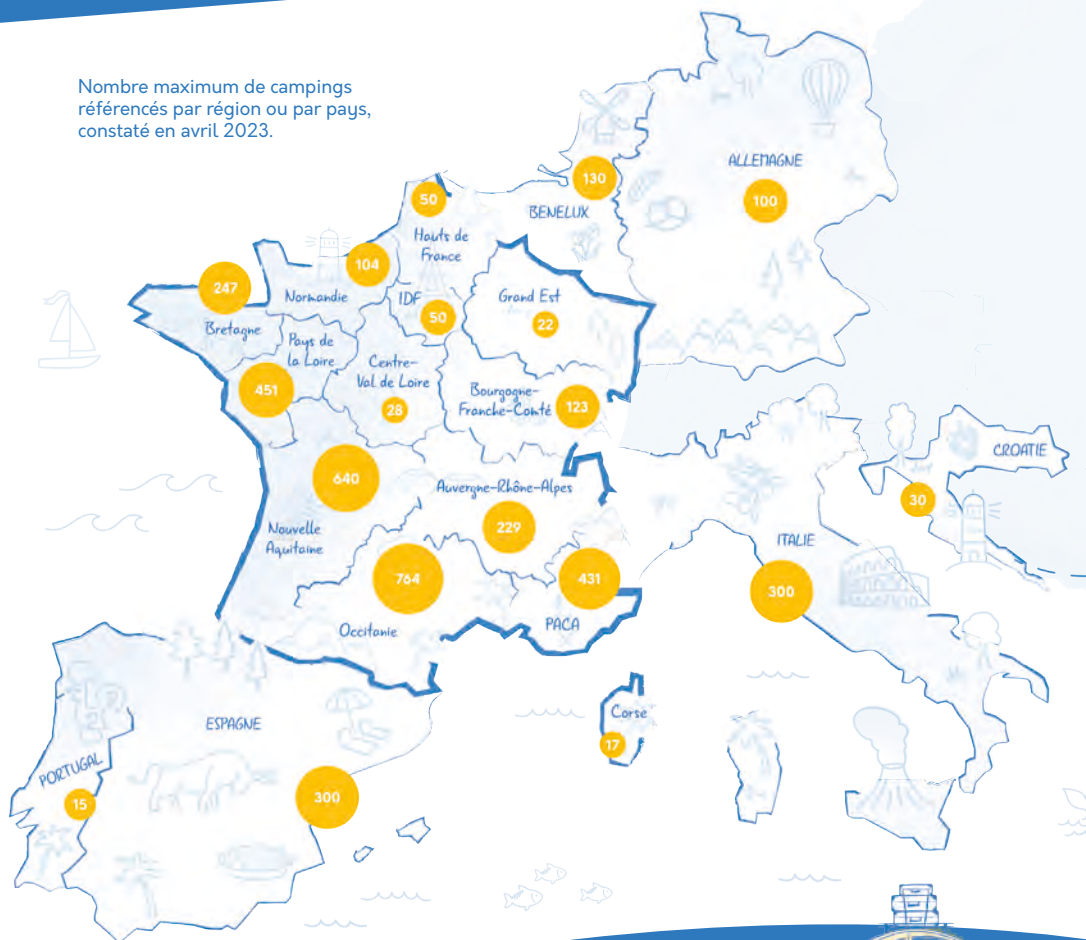 Nombre maximum de campings
référencés par région ou par pays,
constaté en avril 2023.
ALLEMAGNE
100
130
BENELUX
50
Hauts de
France
104
Normandie
247
Bretagne
IDF
50
Grand Est
22
Pays de
la Loire
451
Centre-
Val de Loire
28
Bourgogne-
Franche-Comté
123
640
Nouvelle
Aquitaine
Auvergne-Rhône-Alpes
229
764
Occitanie
431
PACA
CROATIE
30
ITALIE
300
Corse
17
ESPAGNE
300
PORTUGAL
15